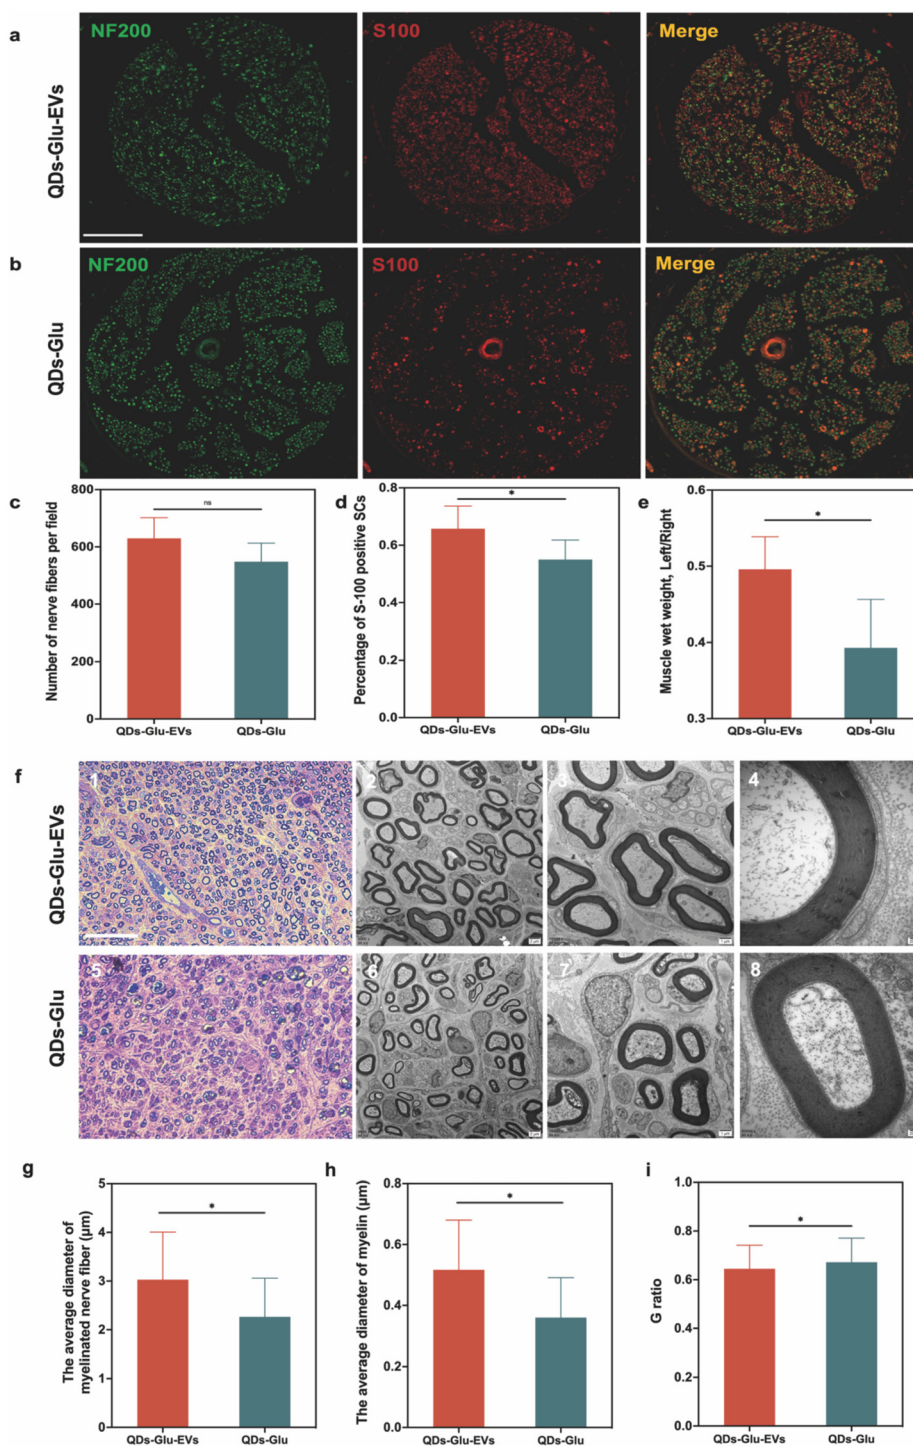 a
QDs-Glu-EVs
NF200
S100
Merge
b
QDs-Glu
NF200
S100
Merge
c
Number of nerve fibers per field
800
600
400
200
0
ns
QDs-Glu-EVs
QDs-Glu
d
Percentage of S-100 positive SCs
0.8
0.6
0.4
0.2
0.0
*
QDs-Glu-EVs
QDs-Glu
e
Muscle wet weight, Left/Right
0.6
0.5
0.4
0.3
*
QDs-Glu-EVs
QDs-Glu
f
QDs-Glu-EVs
1
2
3
4
QDs-Glu
5
6
7
8
g
The average diameter of
myelinated nerve fiber (μm)
5
4
3
2
1
0
*
QDs-Glu-EVs
QDs-Glu
h
The average diameter of myelin (μm)
0.8
0.6
0.4
0.2
0.0
*
QDs-Glu-EVs
QDs-Glu
i
G ratio
1.0
0.8
0.6
0.4
0.2
0.0
*
QDs-Glu-EVs
QDs-Glu